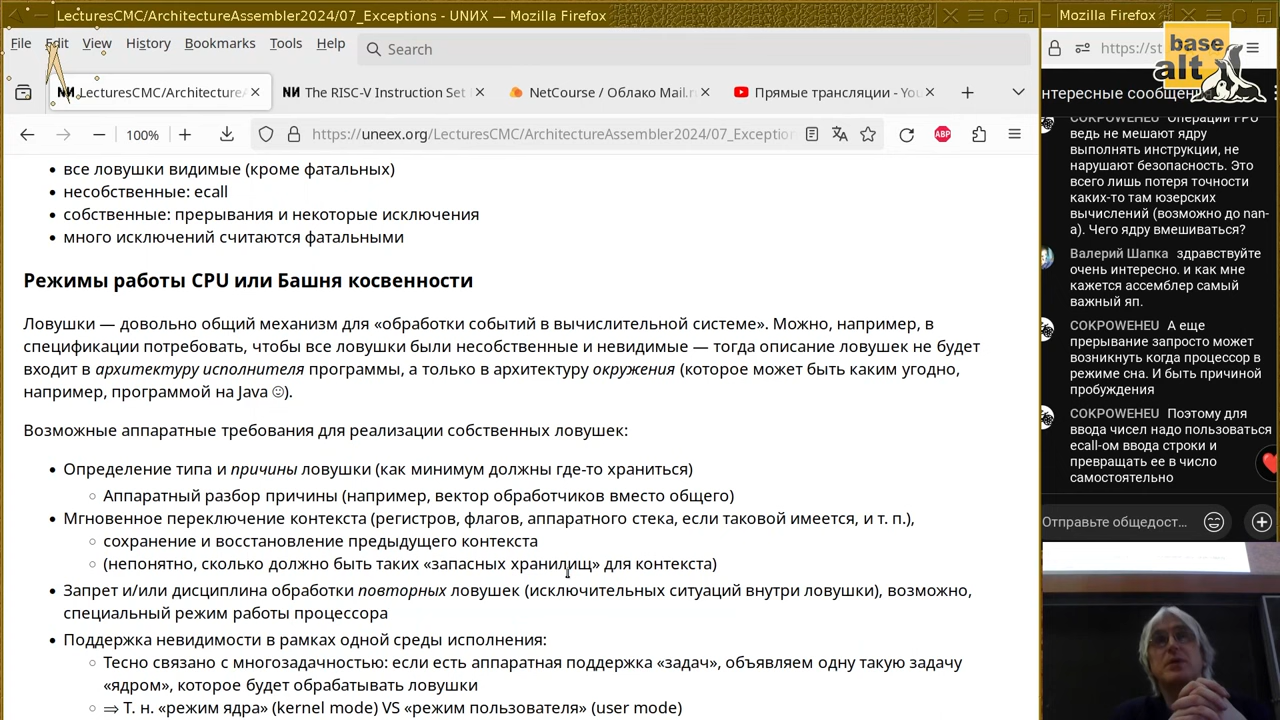 LecturesCMC/ArchitectureAssembler2024/07_Exceptions - UNИX — Mozilla Firefox
Mozilla Firefox
File Edit View History Bookmarks Tools Help
Search
LecturesCMC/Architecture
The RISC-V Instruction Set
NetCourse / Облако Mail.r
Прямые трансляции - You
100%
https://uneex.org/LecturesCMC/ArchitectureAssembler2024/07_Exception
ABP
все ловушки видимые (кроме фатальных)
несобственные: ecall
собственные: прерывания и некоторые исключения
много исключений считаются фатальными
Режимы работы CPU или Башня косвенности
Ловушки — довольно общий механизм для «обработки событий в вычислительной системе». Можно, например, в
спецификации потребовать, чтобы все ловушки были несобственные и невидимые — тогда описание ловушек не будет
входит в архитектуру исполнителя программы, а только в архитектуру окружения (которое может быть каким угодно,
например, программой на Java ☺).
Возможные аппаратные требования для реализации собственных ловушек:
Определение типа и причины ловушки (как минимум должны где-то храниться)
Аппаратный разбор причины (например, вектор обработчиков вместо общего)
Мгновенное переключение контекста (регистров, флагов, аппаратного стека, если таковой имеется, и т. п.),
сохранение и восстановление предыдущего контекста
(непонятно, сколько должно быть таких «запасных хранилищ» для контекста)
Запрет и/или дисциплина обработки повторных ловушек (исключительных ситуаций внутри ловушки), возможно,
специальный режим работы процессора
Поддержка невидимости в рамках одной среды исполнения:
Тесно связано с многозадачностью: если есть аппаратная поддержка «задач», объявляем одну такую задачу
«ядром», которое будет обрабатывать ловушки
⇒ Т. н. «режим ядра» (kernel mode) VS «режим пользователя» (user mode)
https://st
base
alt
нтересные сообщени
COKPOWEHEU Операции FPU
ведь не мешают ядру
выполнять инструкции, не
нарушают безопасность. Это
всего лишь потеря точности
каких-то там юзерских
вычислений (возможно до nan-
а). Чего ядру вмешиваться?
Валерий Шапка здравствуйте
очень интересно. и как мне
кажется ассемблер самый
важный яп.
COKPOWEHEU А еще
прерывание запросто может
возникнуть когда процессор в
режиме сна. И быть причиной
пробуждения
COKPOWEHEU Поэтому для
ввода чисел надо пользоваться
ecall-ом ввода строки и
превращать ее в число
самостоятельно
Отправьте общедост...